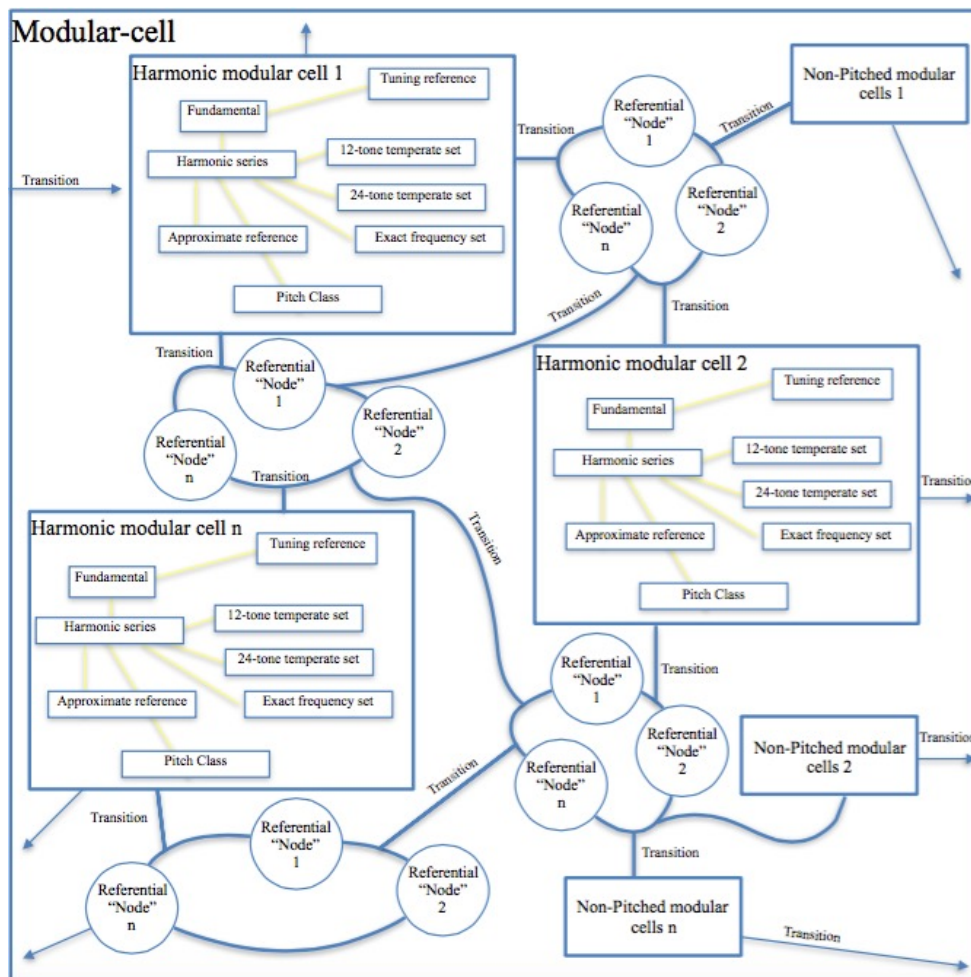 Modular-cell
Harmonic modular cell 1
Tuning reference
Fundamental
Harmonic series
12-tone temperate set
24-tone temperate set
Approximate reference
Exact frequency set
Pitch Class
Transition
Transition
Referential
“Node”
1
Referential
“Node”
2
Referential
“Node”
n
Transition
Non-Pitched modular
cells 1
Transition
Transition
Transition
Referential
“Node”
1
Referential
“Node”
2
Referential
“Node”
n
Transition
Harmonic modular cell 2
Tuning reference
Fundamental
Harmonic series
12-tone temperate set
24-tone temperate set
Approximate reference
Exact frequency set
Pitch Class
Transition
Transition
Harmonic modular cell n
Tuning reference
Fundamental
Harmonic series
12-tone temperate set
24-tone temperate set
Approximate reference
Exact frequency set
Pitch Class
Transition
Referential
“Node”
1
Referential
“Node”
2
Referential
“Node”
n
Non-Pitched modular
cells 2
Transition
Transition
Transition
Referential
“Node”
1
Referential
“Node”
2
Referential
“Node”
n
Transition
Non-Pitched modular
cells n
Transition